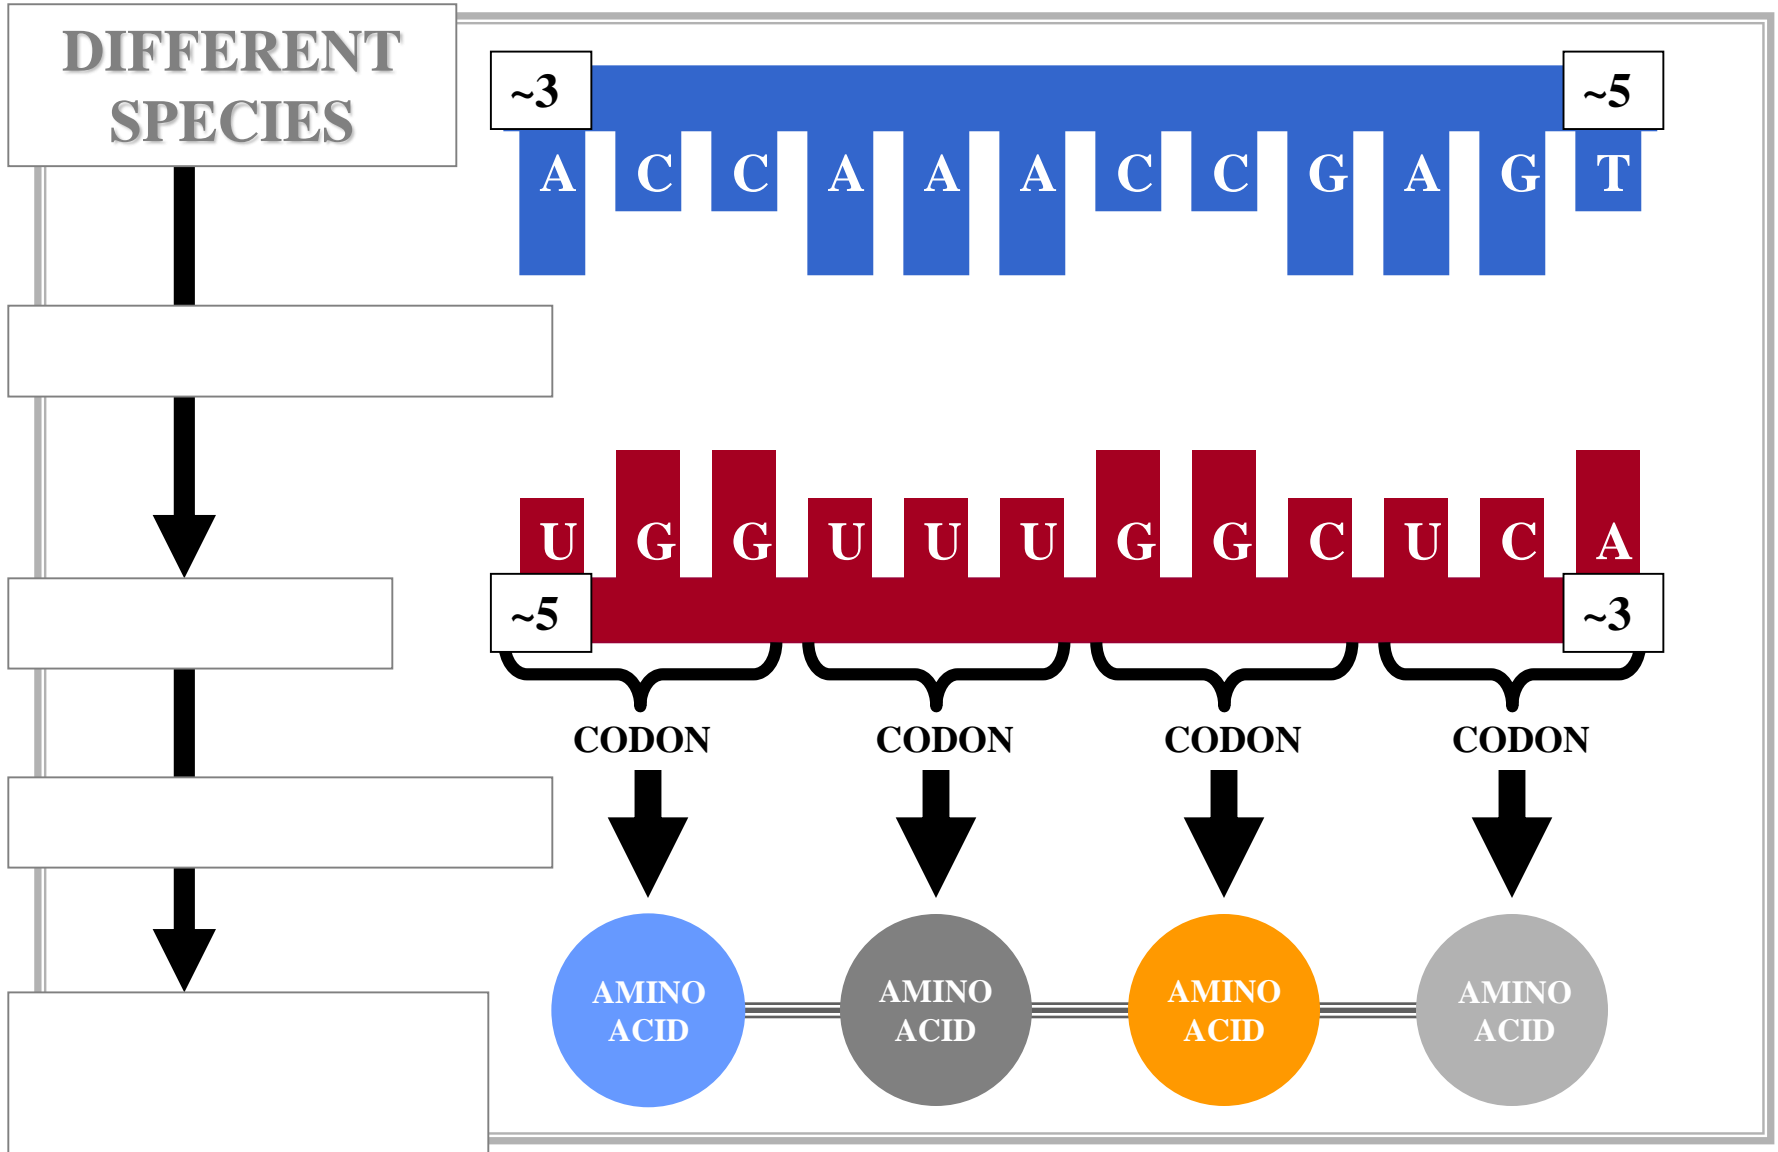 DIFFERENT
SPECIES
~3 ~5
A C C A A A C C G A G T
U G G U U U G G C U C A
~5 ~3
CODON CODON CODON CODON
AMINO AMINO AMINO AMINO
ACID ACID ACID ACID